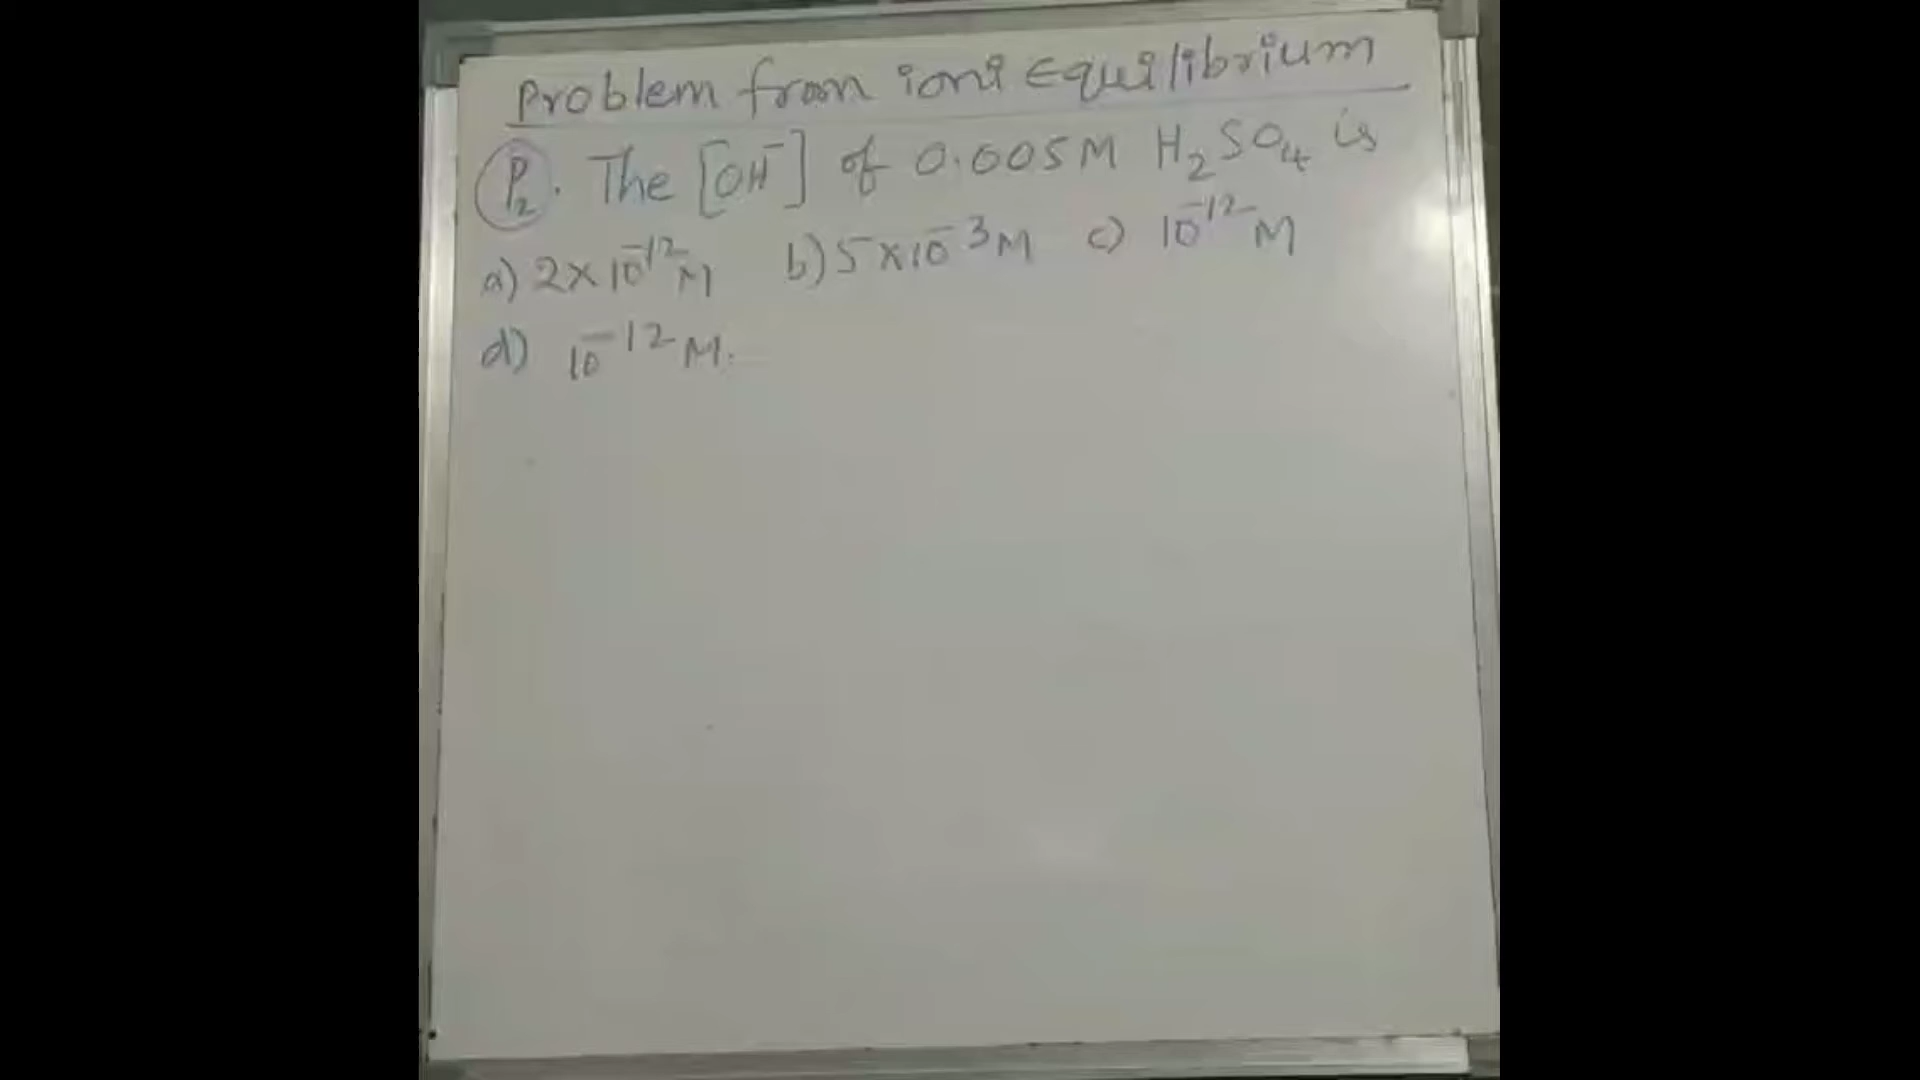 Problem from ioni Equilibrium
P₂. The [OH⁻] of 0.005M H₂SO₄ is
a) 2×10⁻¹²M b) 5×10⁻³M c) 10⁻¹²M
d) 10⁻¹²M.